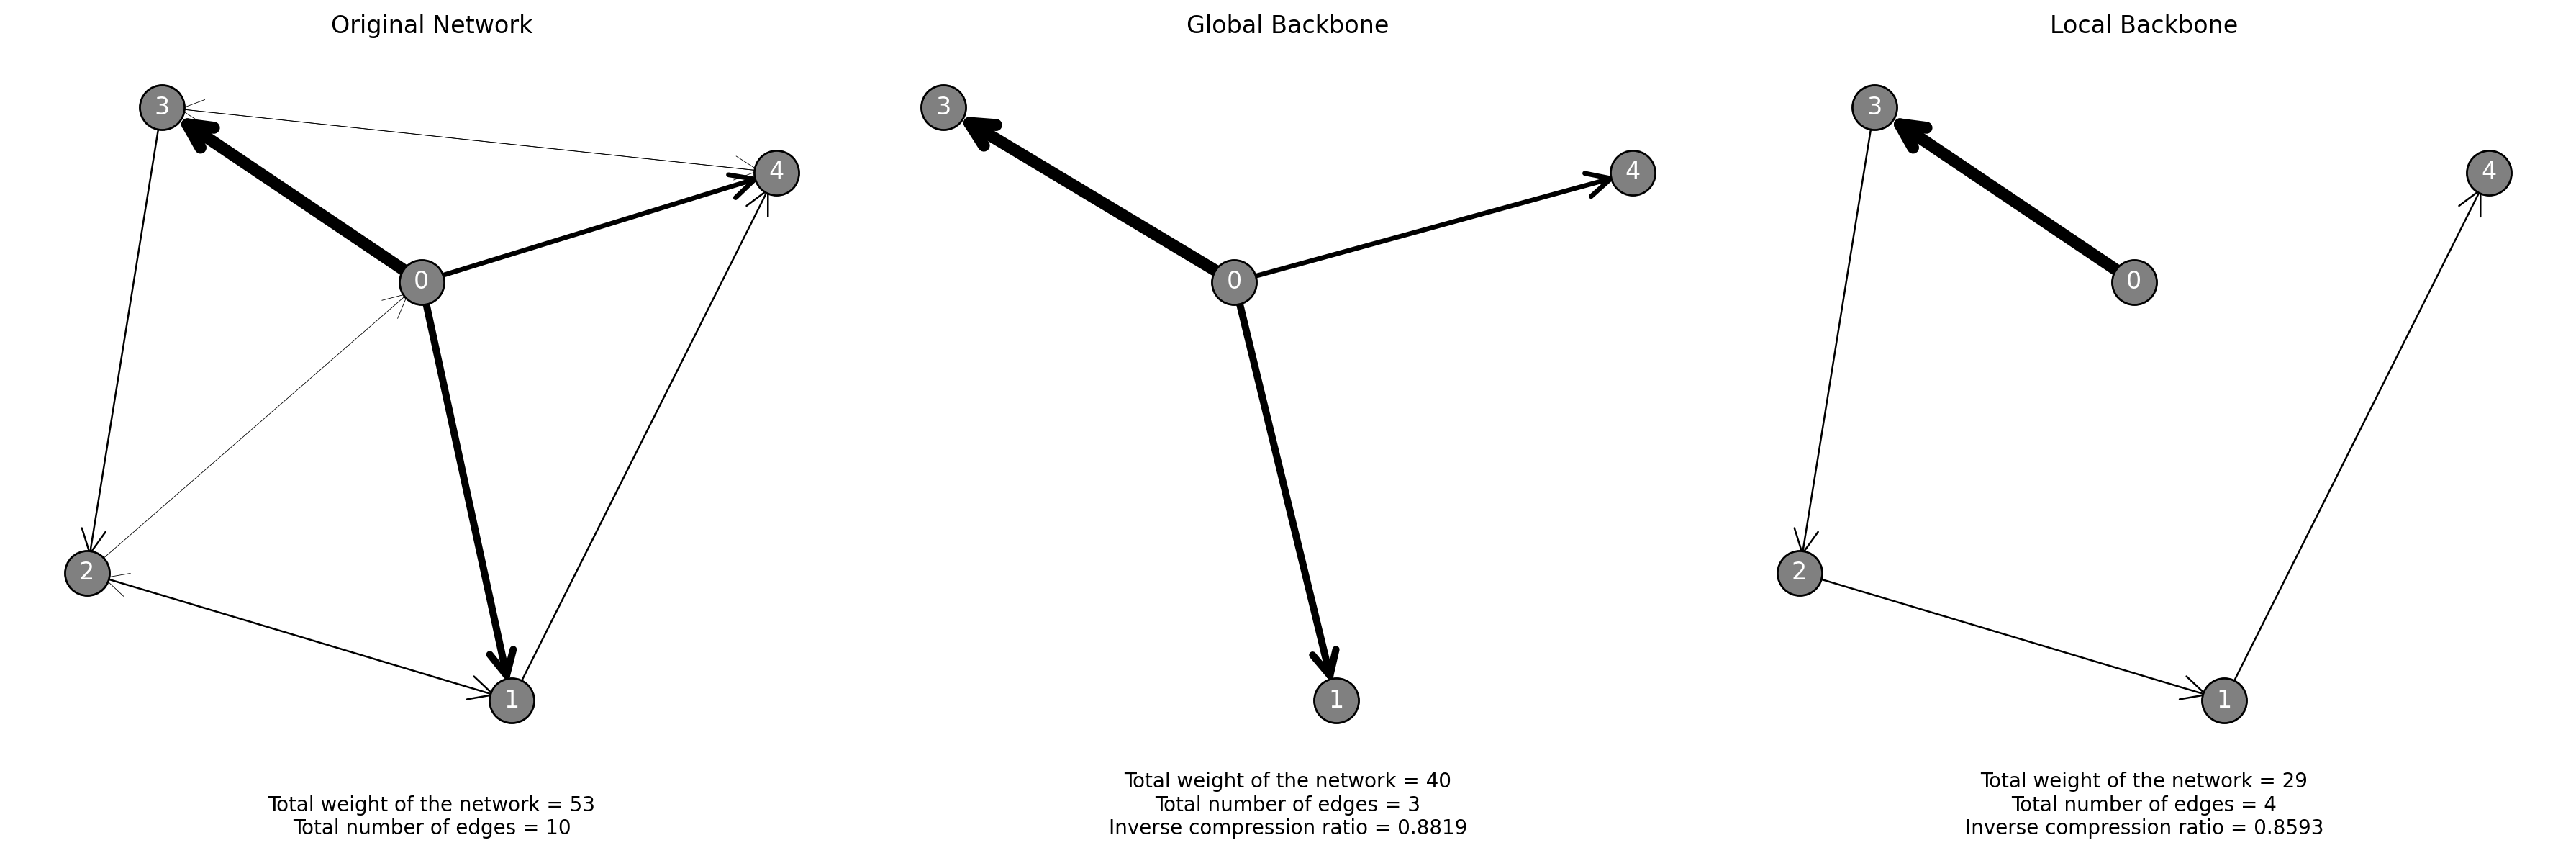 Original Network
3
4
0
2
1
Total weight of the network = 53
Total number of edges = 10
Global Backbone
3
4
0
1
Total weight of the network = 40
Total number of edges = 3
Inverse compression ratio = 0.8819
Local Backbone
3
4
0
2
1
Total weight of the network = 29
Total number of edges = 4
Inverse compression ratio = 0.8593